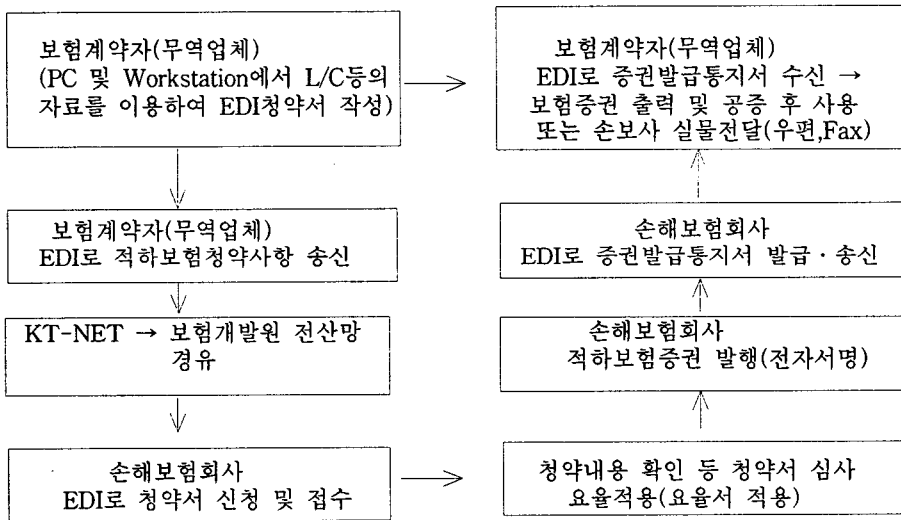 보험계약자(무역업체)
(PC 및 Workstation에서 L/C등의
자료를 이용하여 EDI청약서 작성)
보험계약자(무역업체)
EDI로 적하보험청약사항 송신
KT-NET → 보험개발원 전산망
경유
손해보험회사
EDI로 청약서 신청 및 접수
청약내용 확인 등 청약서 심사
요율적용(요율서 적용)
손해보험회사
적하보험증권 발행(전자서명)
손해보험회사
EDI로 증권발급통지서 발급·송신
보험계약자(무역업체)
EDI로 증권발급통지서 수신 →
보험증권 출력 및 공증 후 사용
또는 손보사 실물전달(우편,Fax)